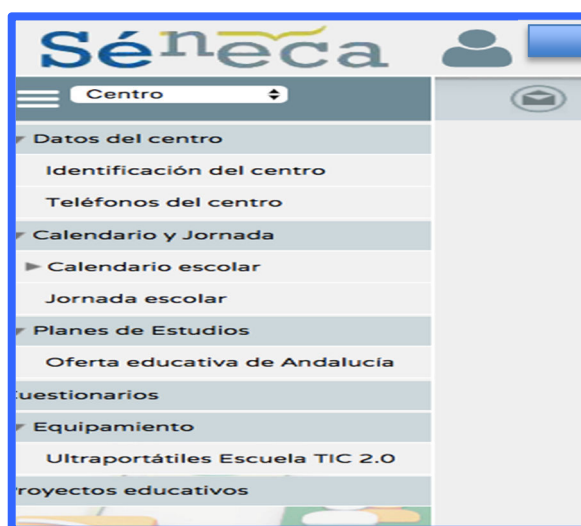 Séneca
Centro
Datos del centro
Identificación del centro
Teléfonos del centro
Calendario y Jornada
Calendario escolar
Jornada escolar
Planes de Estudios
Oferta educativa de Andalucía
uestionarios
Equipamiento
Ultraportátiles Escuela TIC 2.0
royectos educativos